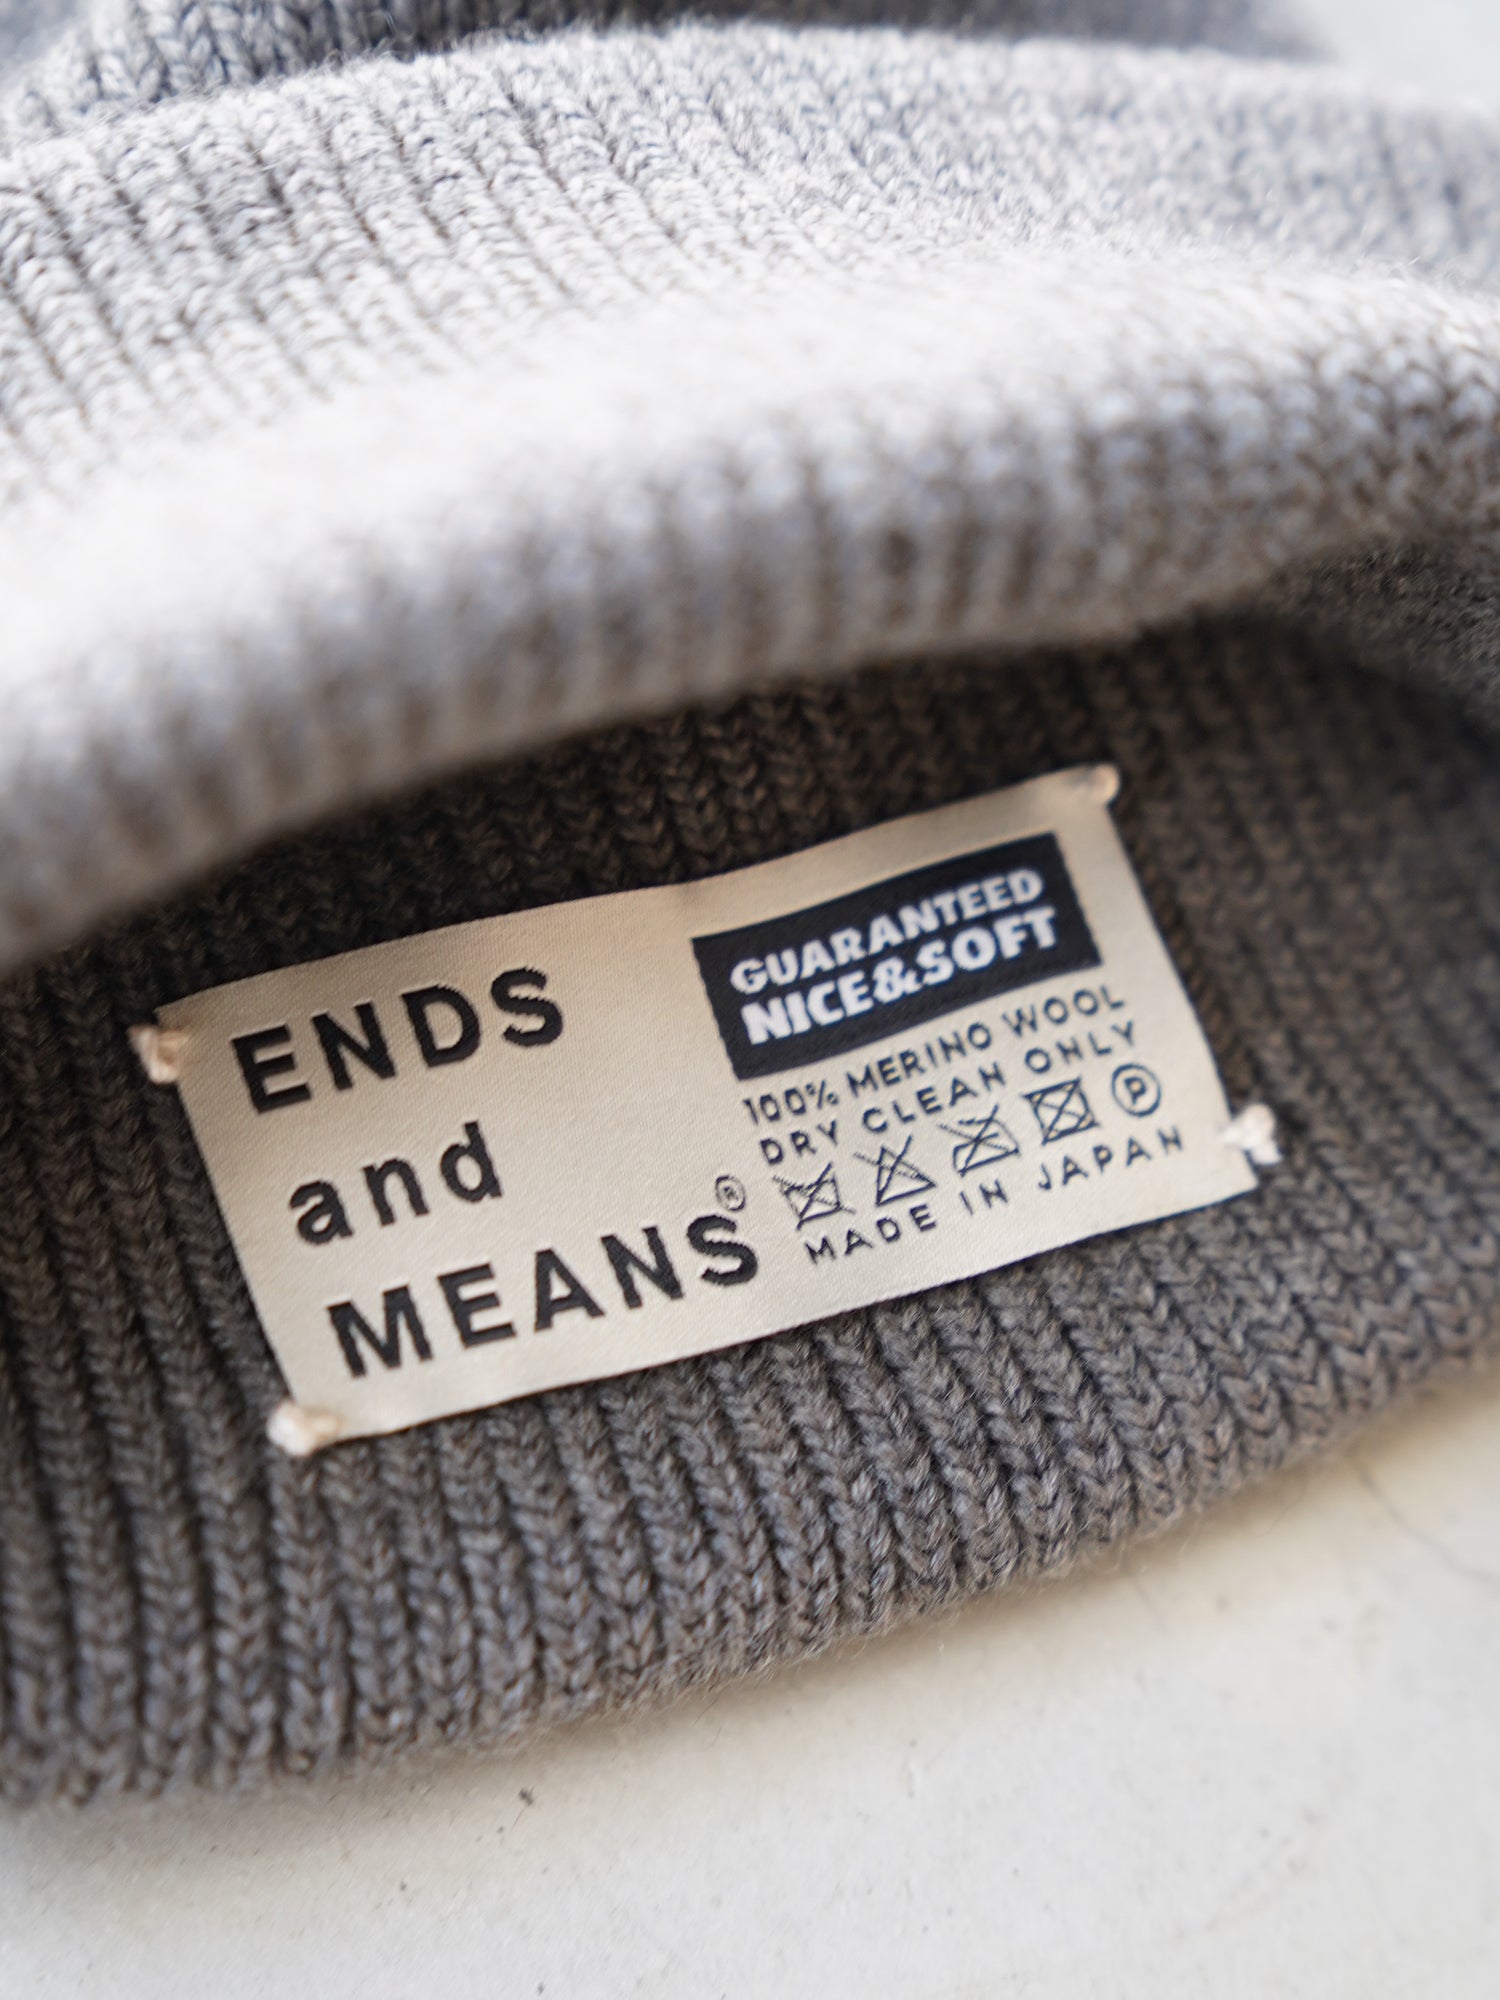 ENDS
and
MEANS®
GUARANTEED
NICE&SOFT
100% MERINO WOOL
DRY CLEAN ONLY
P
MADE IN JAPAN